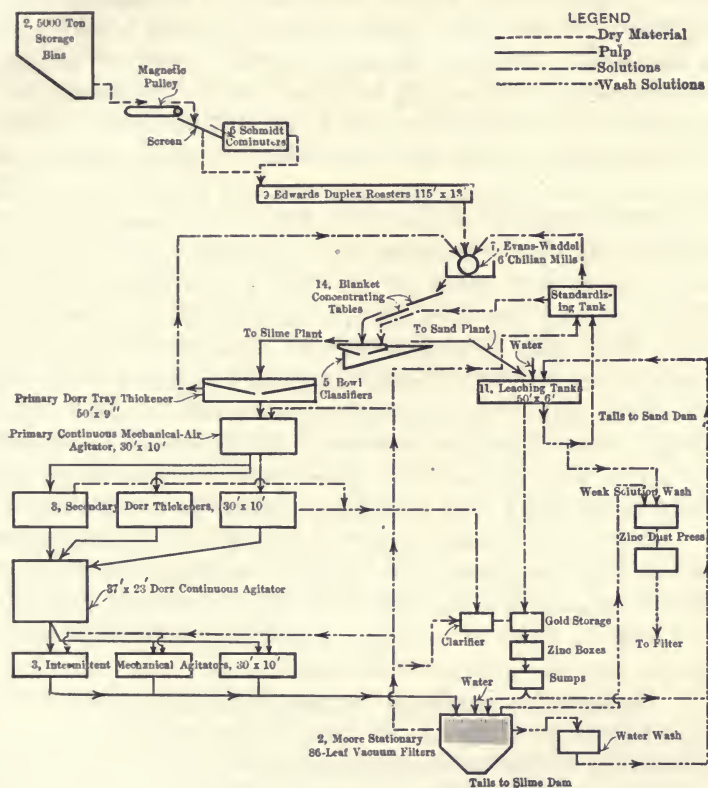 LEGEND
Dry Material
Pulp
Solutions
Wash Solutions
2, 5000 Ton
Storage
Bins
Magnetic
Pulley
Screen
6 Schmidt
Cominuters
9 Edwards Duplex Roasters 115' x 13'
7, Evans-Waddel
6' Chilian Mills
14, Blanket
Concentrating
Tables
Standardiz-
ing Tank
To Slime Plant
To Sand Plant
Water
5 Bowl
Classifiers
11, Leaching Tanks
50' x 6'
Primary Dorr Tray Thickener
50' x 9"
Tails to Sand Dam
Primary Continuous Mechanical-Air
Agitator, 30' x 10'
Weak Solution Wash
3, Secondary Dorr Thickeners, 30' x 10'
Zinc Dust Press
37' x 23' Dorr Continuous Agitator
Gold Storage
Clarifier
To Filter
Zinc Boxes
3, Intermittent Mechanical Agitators, 30' x 10'
Sumps
Water
2, Moore Stationary
86-Leaf Vacuum Filters
Water Wash
Tails to Slime Dam